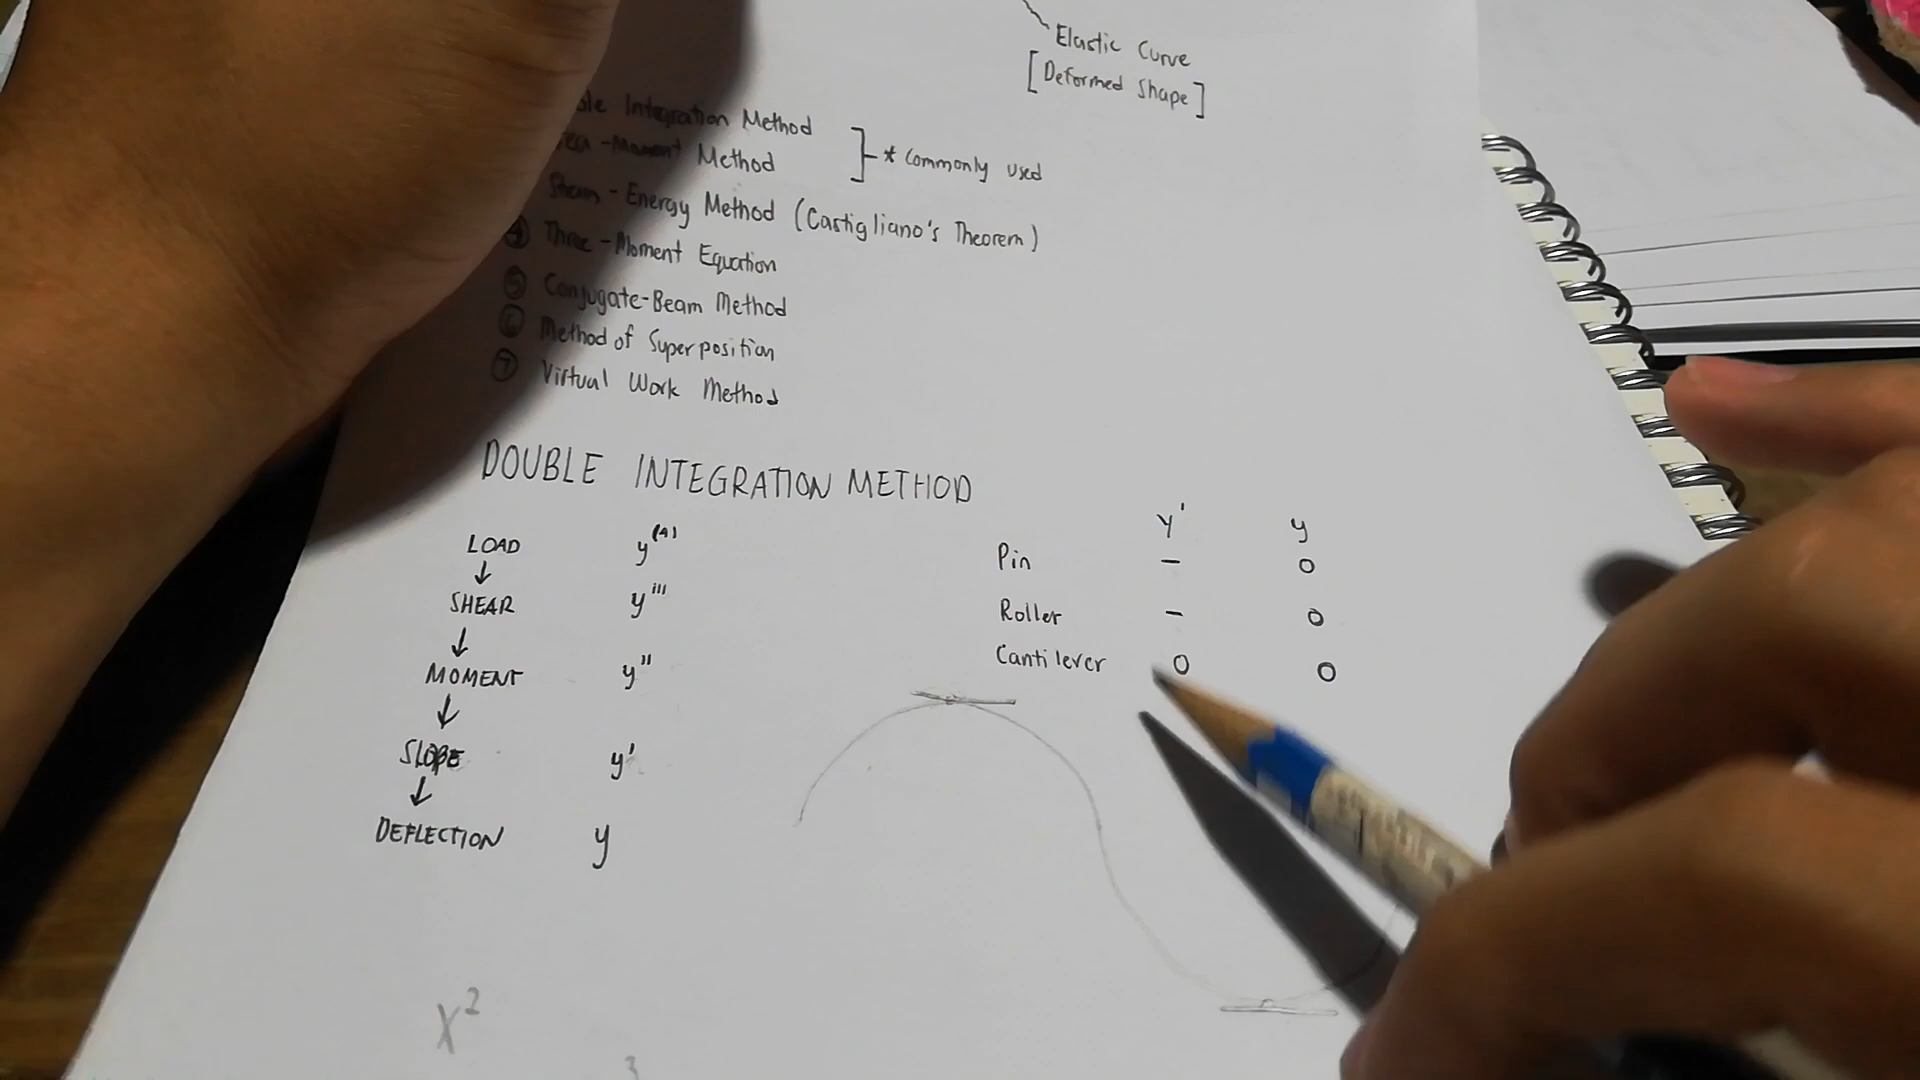 Elastic Curve
[Deformed Shape]
Integration Method
Method
] * Commonly used
- Energy Method (Castigliano's Theorem)
④ Three-Moment Equation
⑤ Conjugate-Beam Method
⑥ Method of Superposition
⑦ Virtual Work Method
DOUBLE INTEGRATION METHOD
y' y
LOAD y⁽⁴⁾
Pin - 0
↓
SHEAR y'''
Roller - 0
↓
MOMENT y''
Cantilever 0 0
↓
SLOPE y'
↓
DEFLECTION y
x²
3